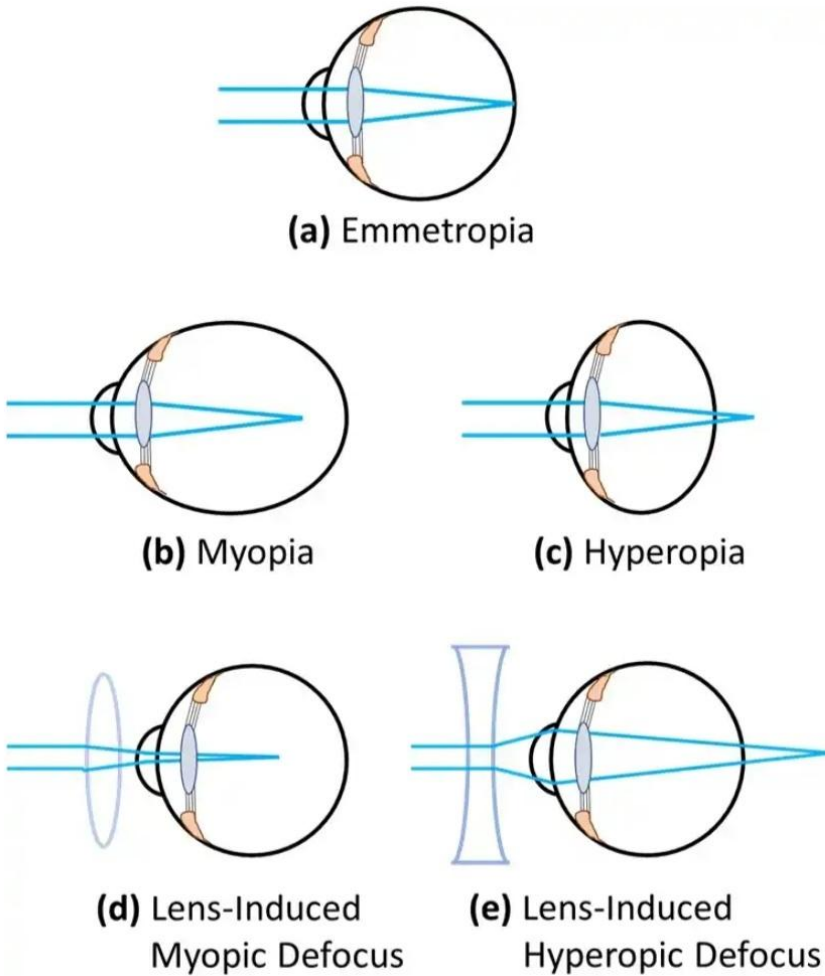 (a) Emmetropia
(b) Myopia
(c) Hyperopia
(d) Lens-Induced
Myopic Defocus
(e) Lens-Induced
Hyperopic Defocus